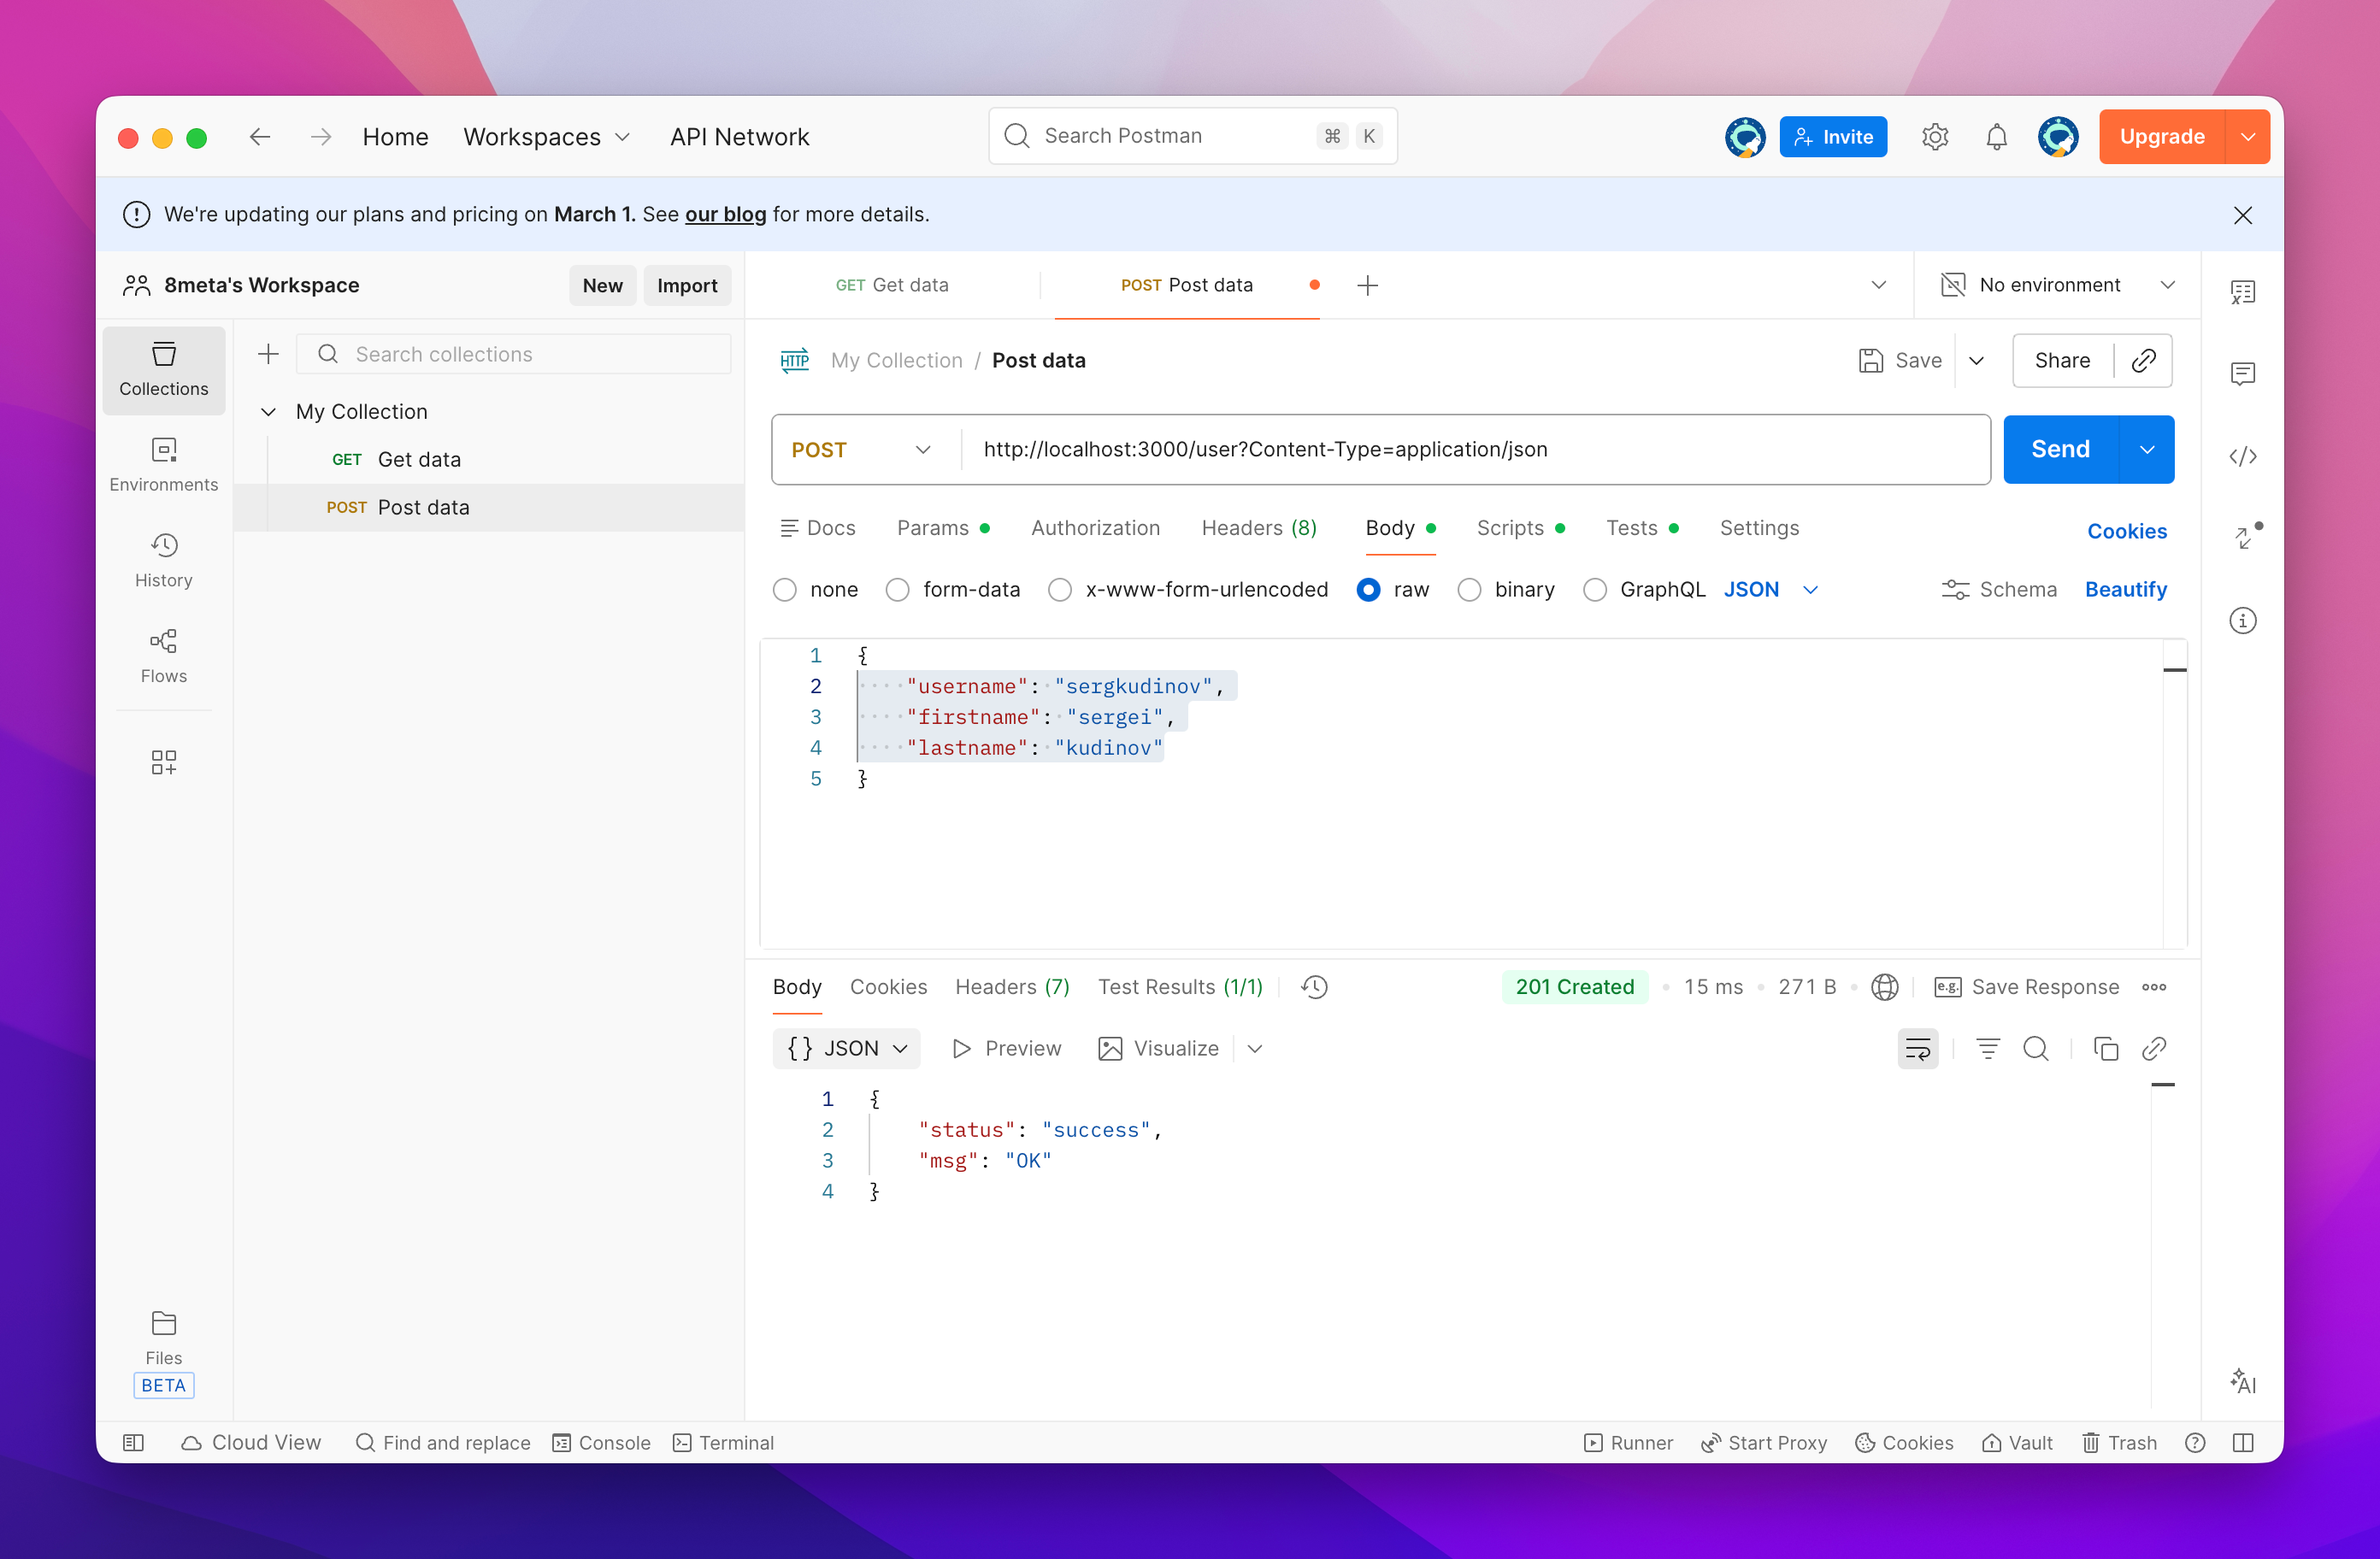 Home Workspaces API Network Search Postman ⌘ K Invite Upgrade
We're updating our plans and pricing on March 1. See our blog for more details.
8meta's Workspace New Import
GET Get data POST Post data No environment
Collections
Environments
History
Flows
Files
BETA
Search collections
My Collection
GET Get data
POST Post data
HTTP My Collection / Post data Save Share
POST http://localhost:3000/user?Content-Type=application/json Send
Docs Params Authorization Headers (8) Body Scripts Tests Settings Cookies
none form-data x-www-form-urlencoded raw binary GraphQL JSON Schema Beautify
1 {
2 "username": "sergkudinov",
3 "firstname": "sergei",
4 "lastname": "kudinov"
5 }
Body Cookies Headers (7) Test Results (1/1) 201 Created 15 ms 271 B e.g. Save Response
{} JSON Preview Visualize
1 {
2 "status": "success",
3 "msg": "OK"
4 }
AI
Cloud View Find and replace Console Terminal Runner Start Proxy Cookies Vault Trash